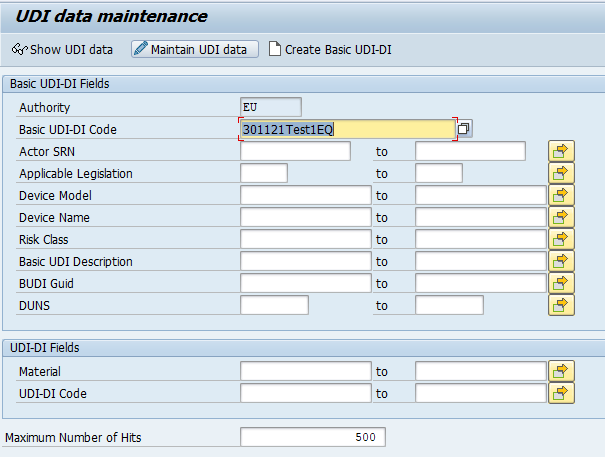 UDI data maintenance
Show UDI data Maintain UDI data Create Basic UDI-DI
Basic UDI-DI Fields
Authority EU
Basic UDI-DI Code 301121Test1EQ
Actor SRN to
Applicable Legislation to
Device Model to
Device Name to
Risk Class to
Basic UDI Description to
BUDI Guid to
DUNS to
UDI-DI Fields
Material to
UDI-DI Code to
Maximum Number of Hits 500